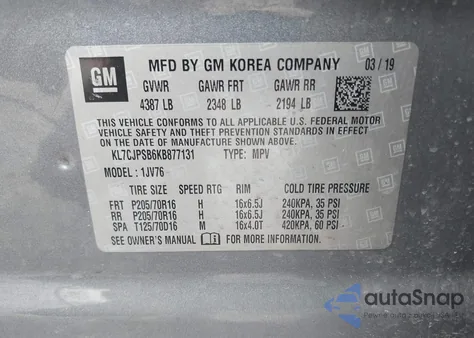 GM
MFD BY GM KOREA COMPANY 03 / 19
GVWR GAWR FRT GAWR RR
4387 LB 2348 LB 2194 LB
THIS VEHICLE CONFORMS TO ALL APPLICABLE U.S. FEDERAL MOTOR
VEHICLE SAFETY BUMPER AND THEFT PREVENTION STANDARDS IN EFFECT
ON THE DATE OF MANUFACTURE SHOWN ABOVE.
KL7CJPSB6KB877131 TYPE: MPV
MODEL : 1JV76
TIRE SIZE SPEED RTG RIM COLD TIRE PRESSURE
FRT P205/70R16 H 16x6.5J 240KPA, 35 PSI
RR P205/70R16 H 16x6.5J 240KPA, 35 PSI
SPA T125/70D16 M 16x4.0T 420KPA, 60 PSI
SEE OWNER'S MANUAL FOR MORE INFORMATION.
autoSnap
Pewne auta z